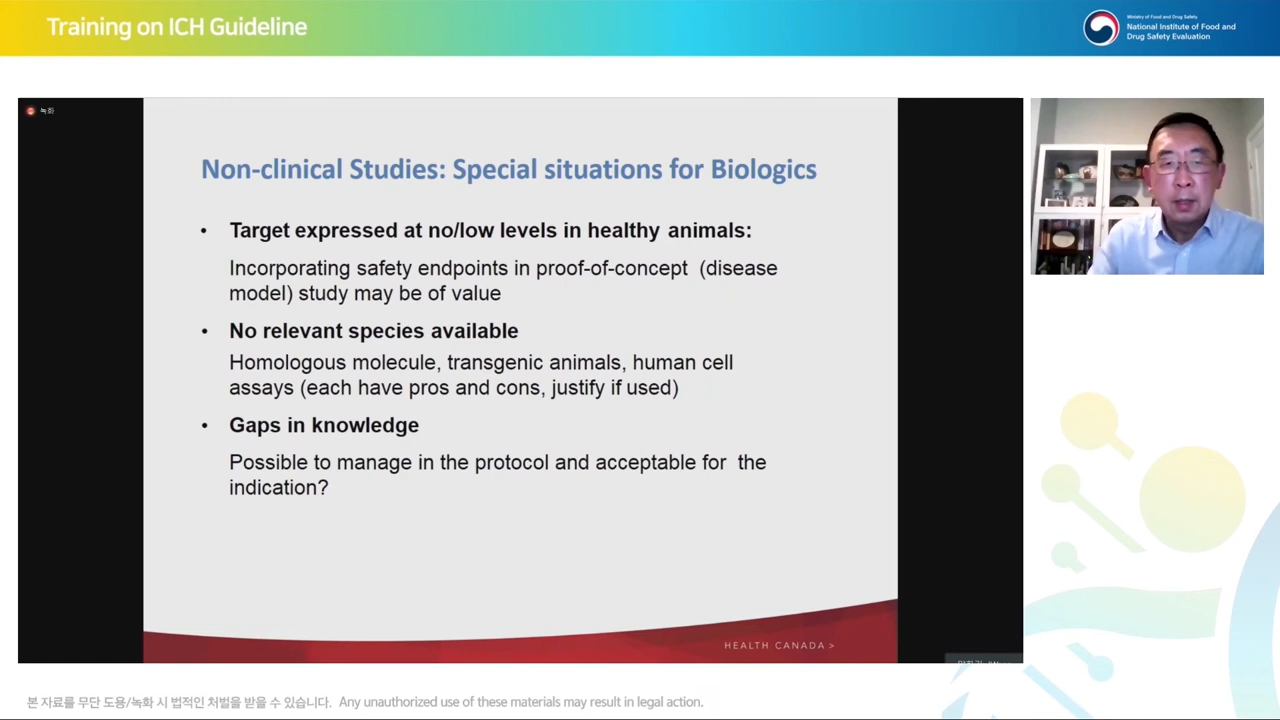 Training on ICH Guideline
Ministry of Food and Drug Safety
National Institute of Food and
Drug Safety Evaluation
녹화
Non-clinical Studies: Special situations for Biologics
• Target expressed at no/low levels in healthy animals:
Incorporating safety endpoints in proof-of-concept (disease
model) study may be of value
• No relevant species available
Homologous molecule, transgenic animals, human cell
assays (each have pros and cons, justify if used)
• Gaps in knowledge
Possible to manage in the protocol and acceptable for the
indication?
HEALTH CANADA >
본 자료를 무단 도용/녹화 시 법적인 처벌을 받을 수 있습니다. Any unauthorized use of these materials may result in legal action.